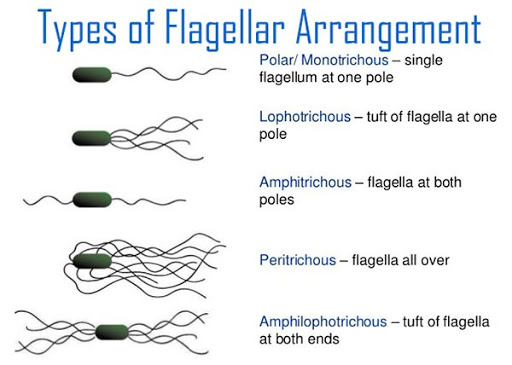 Types of Flagellar Arrangement
Polar/ Monotrichous – single
flagellum at one pole
Lophotrichous – tuft of flagella at one
pole
Amphitrichous – flagella at both
poles
Peritrichous – flagella all over
Amphilophotrichous – tuft of flagella
at both ends